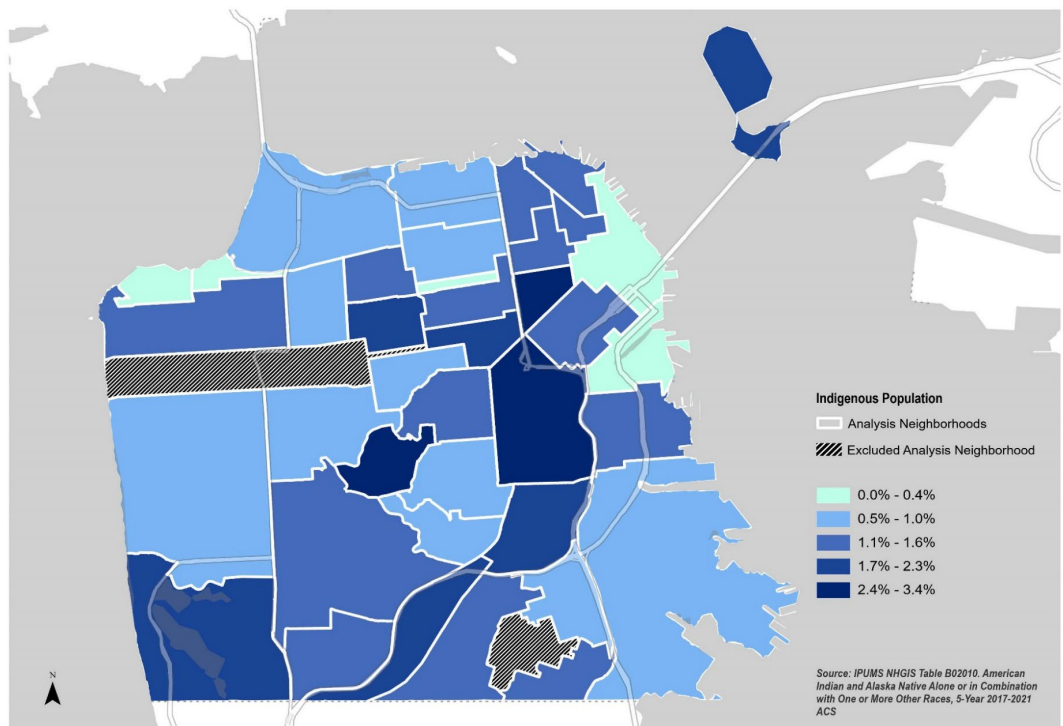 Indigenous Population
Analysis Neighborhoods
Excluded Analysis Neighborhood
0.0% - 0.4%
0.5% - 1.0%
1.1% - 1.6%
1.7% - 2.3%
2.4% - 3.4%
N
Source: IPUMS NHGIS Table B02010. American
Indian and Alaska Native Alone or in Combination
with One or More Other Races, 5-Year 2017-2021
ACS